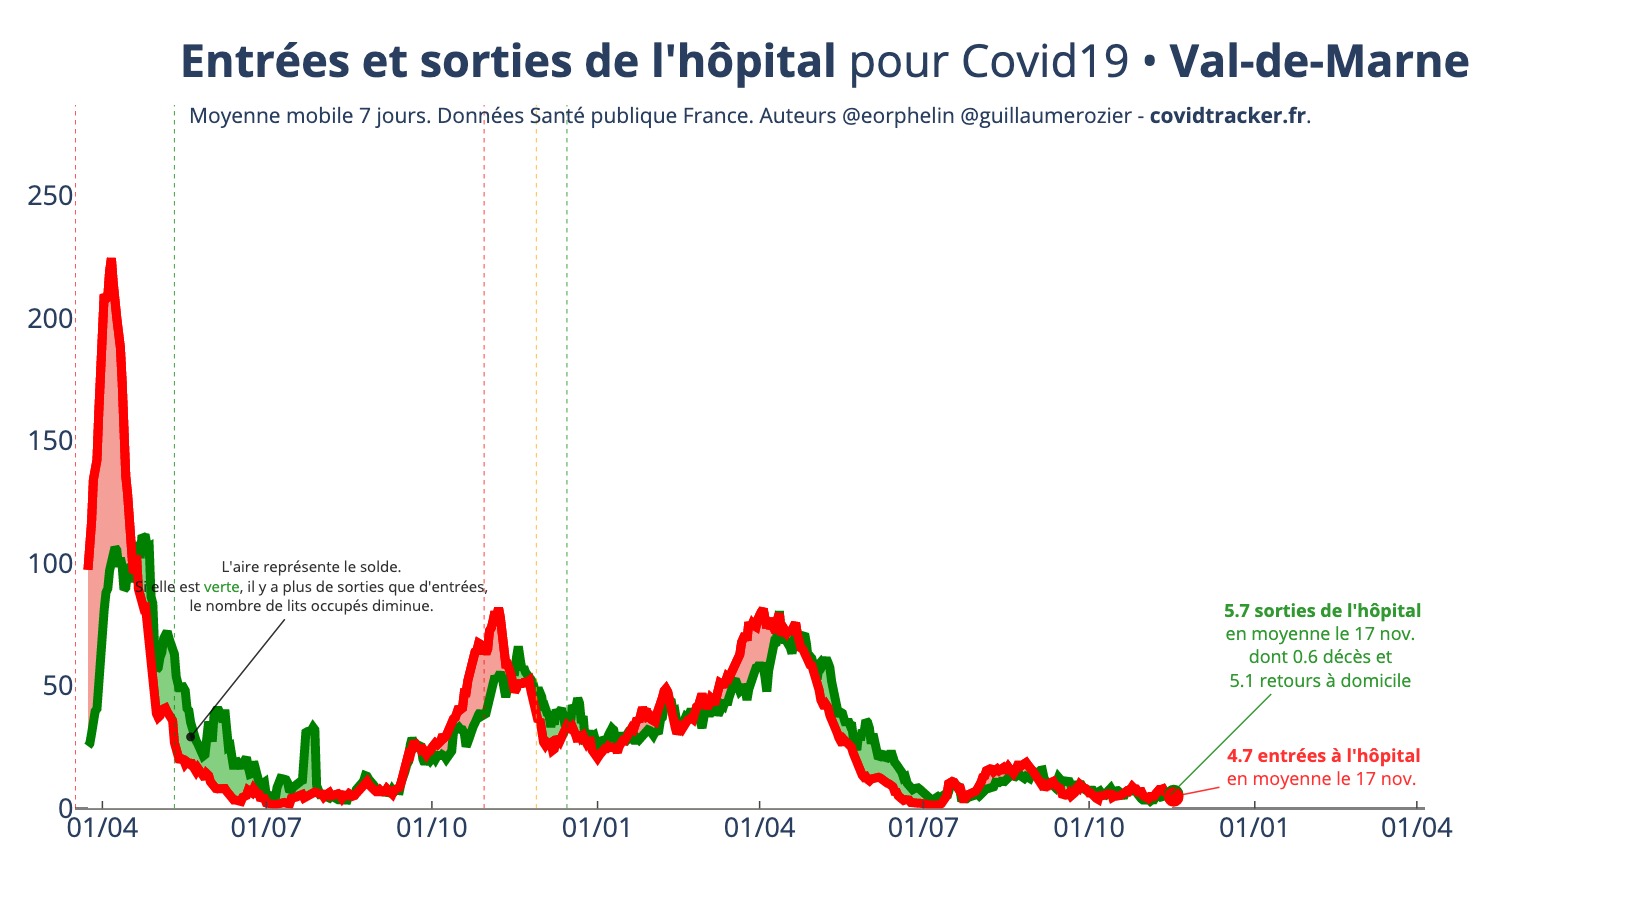 Entrées et sorties de l'hôpital pour Covid19 • Val-de-Marne
Moyenne mobile 7 jours. Données Santé publique France. Auteurs @eorphelin @guillaumerozier - covidtracker.fr.
250
200
150
100
50
0
L'aire représente le solde.
Si elle est verte, il y a plus de sorties que d'entrées,
le nombre de lits occupés diminue.
5.7 sorties de l'hôpital
en moyenne le 17 nov.
dont 0.6 décès et
5.1 retours à domicile
4.7 entrées à l'hôpital
en moyenne le 17 nov.
01/04 01/07 01/10 01/01 01/04 01/07 01/10 01/01 01/04